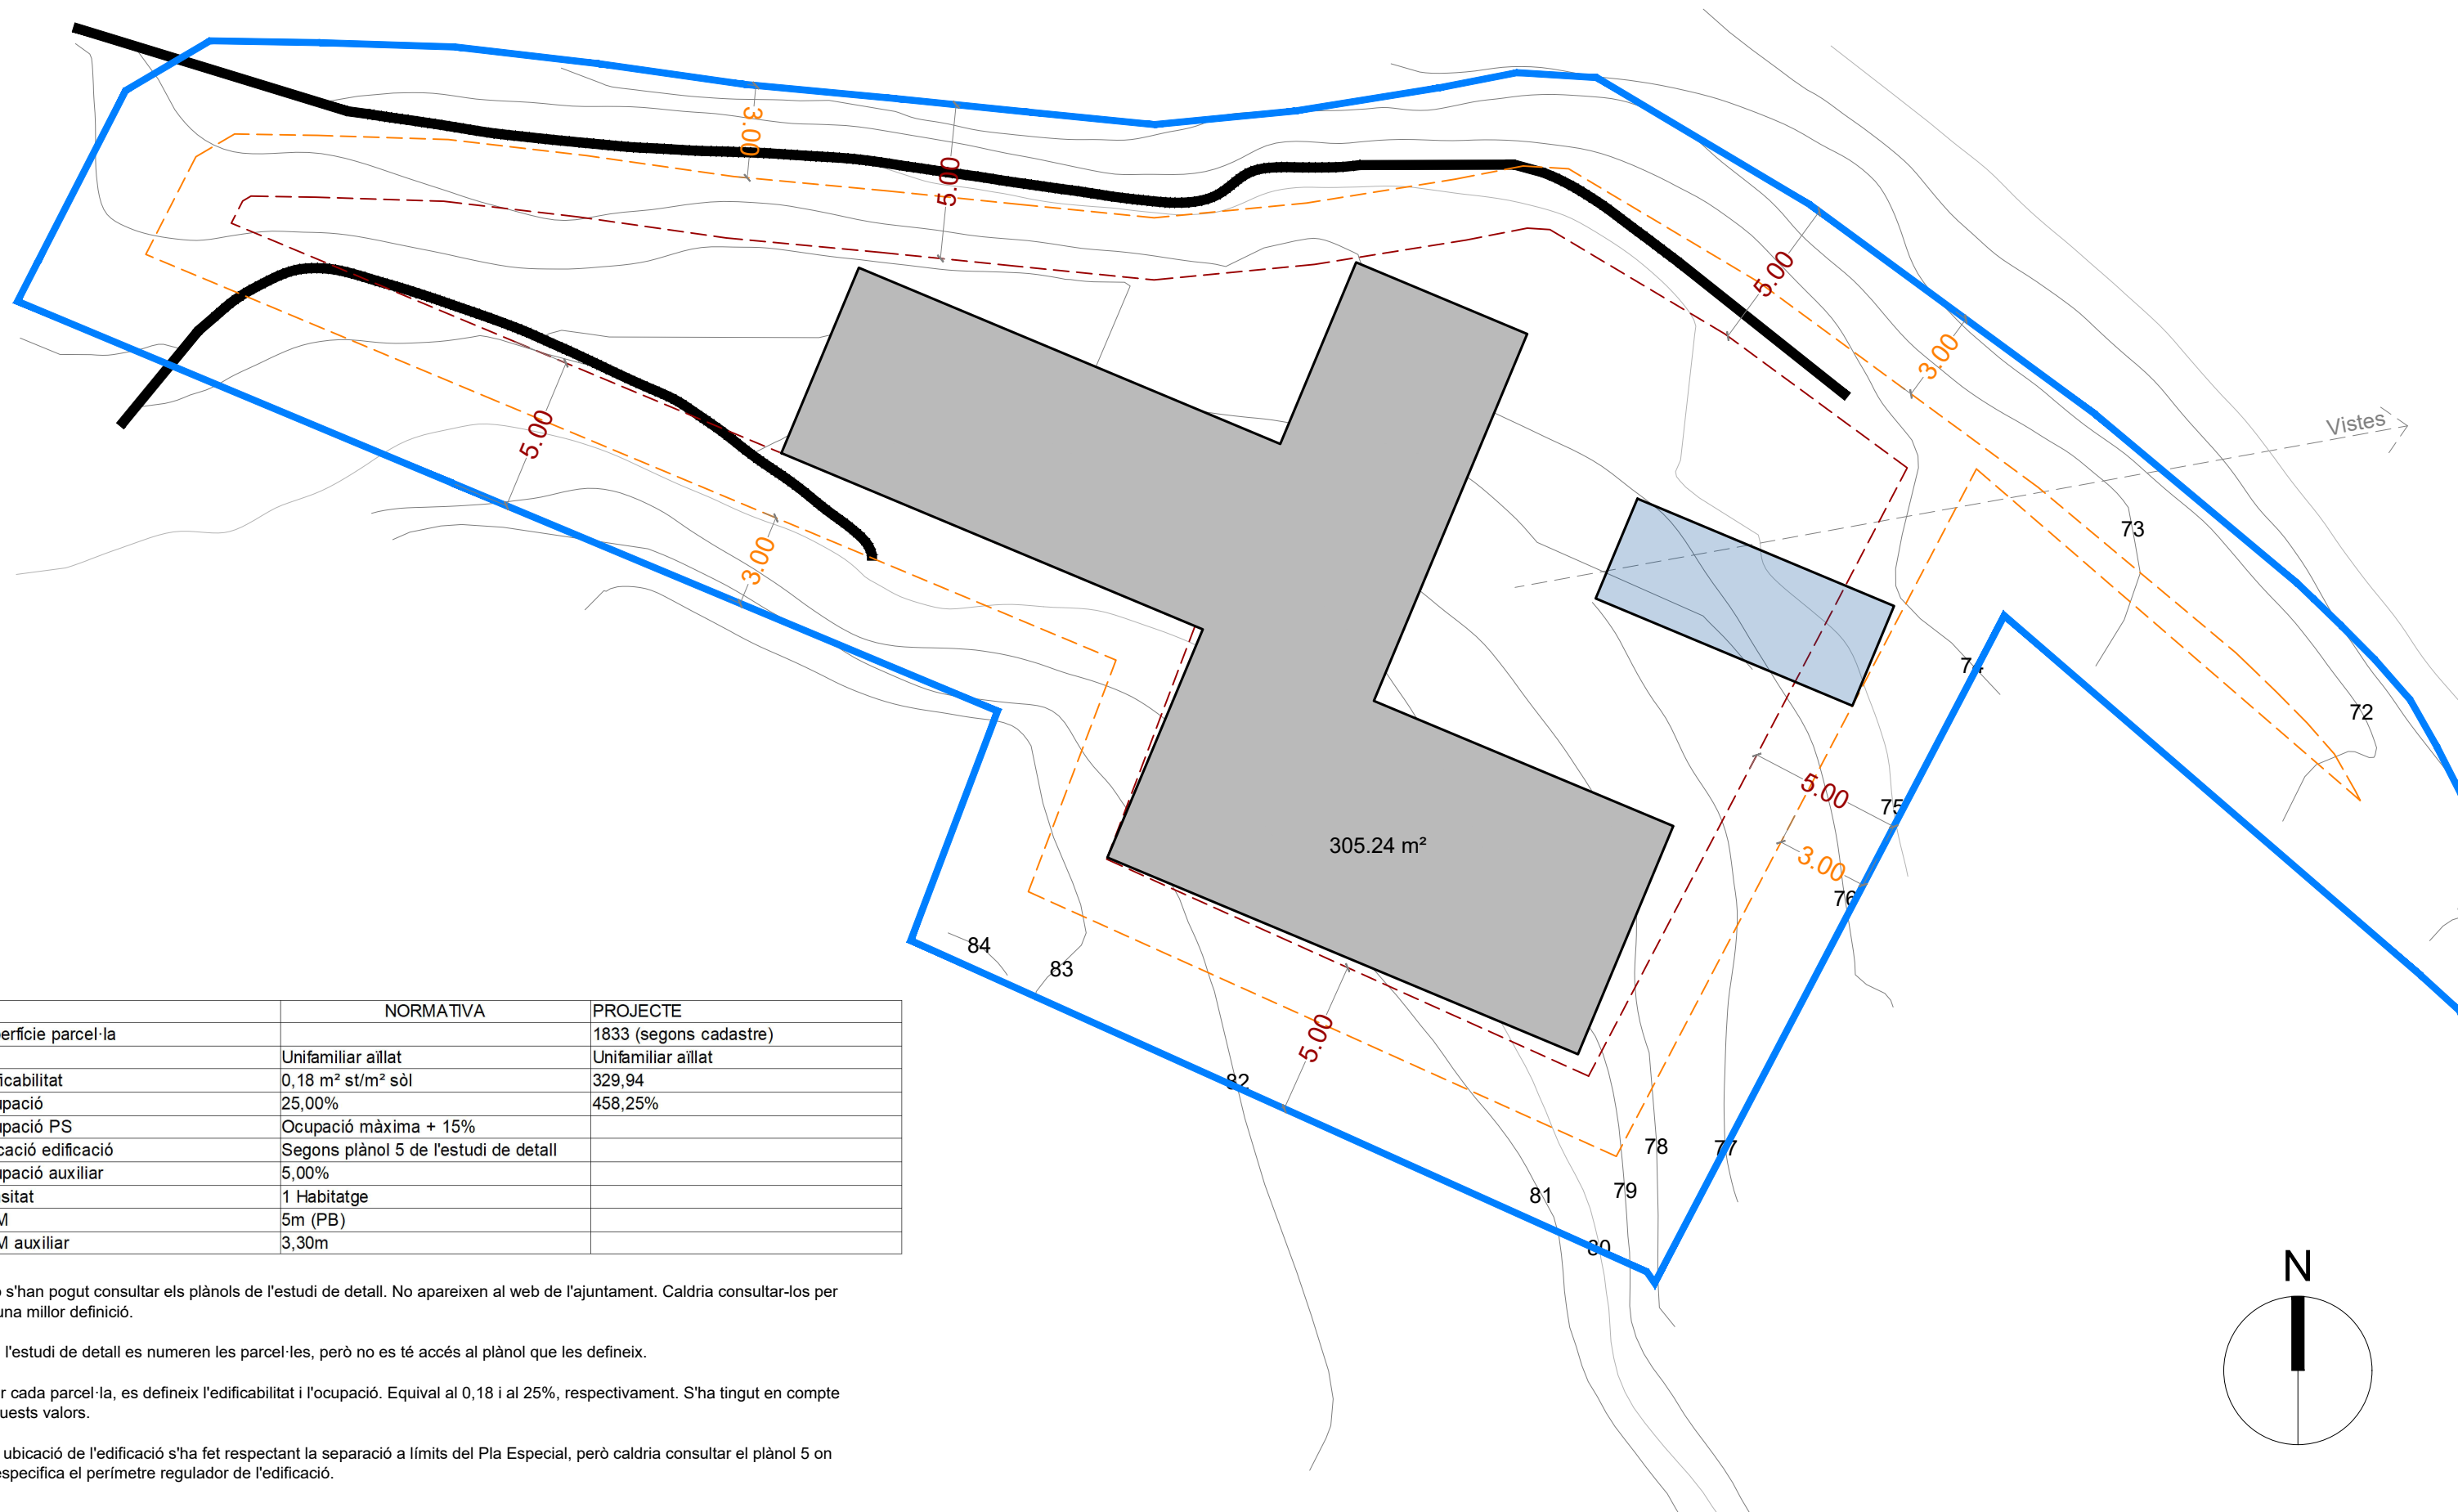 3.00
5.00
5.00
3.00
Vistes
5.00
3.00
73
74
72
5.00
75
3.00
76
305.24 m²
84
83
5.00
82
78
77
81
79
80
N
NORMATIVA PROJECTE
erfície parcel·la 1833 (segons cadastre)
Unifamiliar aïllat Unifamiliar aïllat
icabilitat 0,18 m² st/m² sòl 329,94
upació 25,00% 458,25%
upació PS Ocupació màxima + 15%
cació edificació Segons plànol 5 de l'estudi de detall
upació auxiliar 5,00%
sitat 1 Habitatge
M 5m (PB)
M auxiliar 3,30m
s'han pogut consultar els plànols de l'estudi de detall. No apareixen al web de l'ajuntament. Caldria consultar-los per
una millor definició.
l'estudi de detall es numeren les parcel·les, però no es té accés al plànol que les defineix.
r cada parcel·la, es defineix l'edificabilitat i l'ocupació. Equival al 0,18 i al 25%, respectivament. S'ha tingut en compte
uests valors.
ubicació de l'edificació s'ha fet respectant la separació a límits del Pla Especial, però caldria consultar el plànol 5 on
especifica el perímetre regulador de l'edificació.